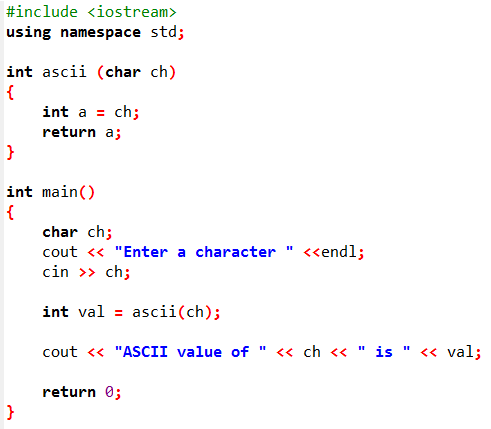 #include <iostream>
using namespace std;
int ascii (char ch)
{
int a = ch;
return a;
}
int main()
{
char ch;
cout << "Enter a character " <<endl;
cin >> ch;
int val = ascii(ch);
cout << "ASCII value of " << ch << " is " << val;
return 0;
}